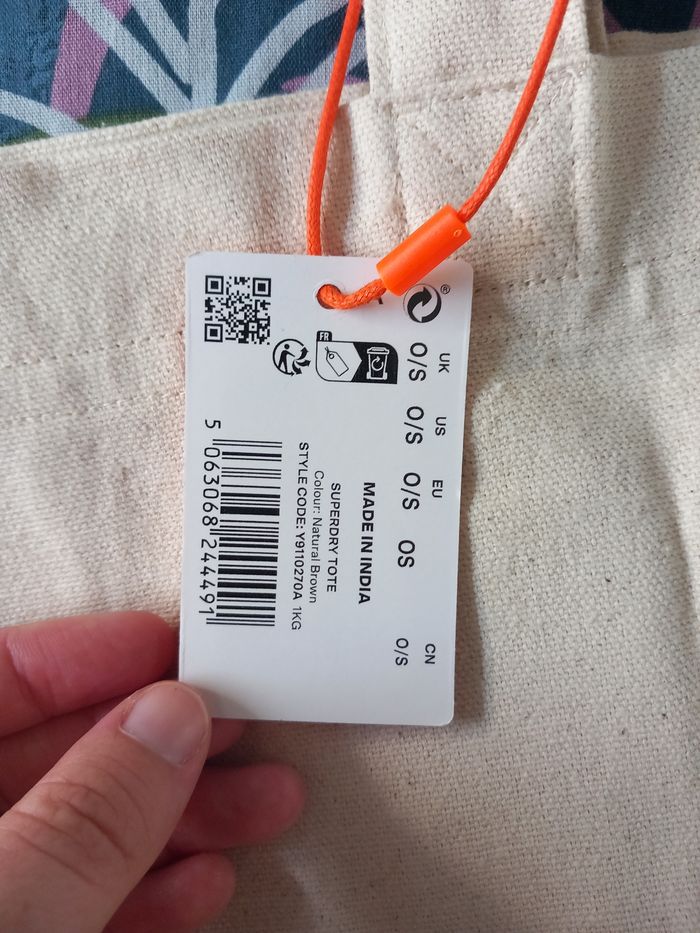 ®
UK US EU CN
O/S O/S O/S OS O/S
MADE IN INDIA
FR
SUPERDRY TOTE
Colour: Natural Brown
STYLE CODE: Y9110270A 1KG
5 063068 244491